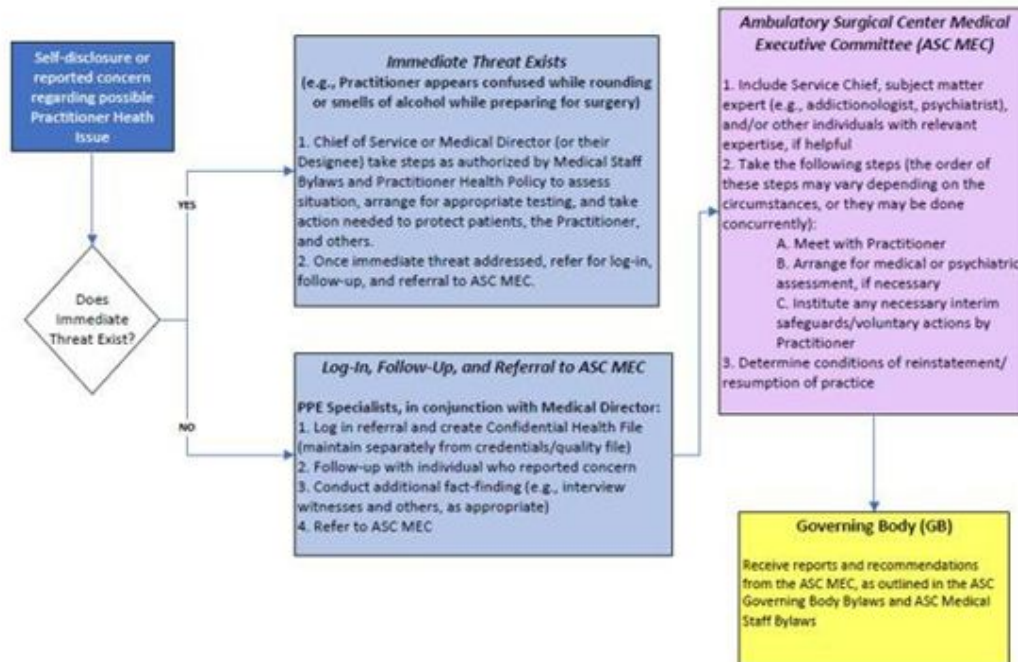 Self-disclosure or
reported concern
regarding possible
Practitioner Heath
Issue
Does
Immediate
Threat Exist?
YES
NO
Immediate Threat Exists
(e.g., Practitioner appears confused while rounding
or smells of alcohol while preparing for surgery)
1. Chief of Service or Medical Director (or their
Designee) take steps as authorized by Medical Staff
Bylaws and Practitioner Health Policy to assess
situation, arrange for appropriate testing, and take
action needed to protect patients, the Practitioner,
and others.
2. Once immediate threat addressed, refer for log-in,
follow-up, and referral to ASC MEC.
Log-In, Follow-Up, and Referral to ASC MEC
PPE Specialists, in conjunction with Medical Director:
1. Log in referral and create Confidential Health File
(maintain separately from credentials/quality file)
2. Follow-up with individual who reported concern
3. Conduct additional fact-finding (e.g., interview
witnesses and others, as appropriate)
4. Refer to ASC MEC
Ambulatory Surgical Center Medical
Executive Committee (ASC MEC)
1. Include Service Chief, subject matter
expert (e.g., addictionologist, psychiatrist),
and/or other individuals with relevant
expertise, if helpful
2. Take the following steps (the order of
these steps may vary depending on the
circumstances, or they may be done
concurrently):
A. Meet with Practitioner
B. Arrange for medical or psychiatric
assessment, if necessary
C. Institute any necessary interim
safeguards/voluntary actions by
Practitioner
3. Determine conditions of reinstatement/
resumption of practice
Governing Body (GB)
Receive reports and recommendations
from the ASC MEC, as outlined in the ASC
Governing Body Bylaws and ASC Medical
Staff Bylaws